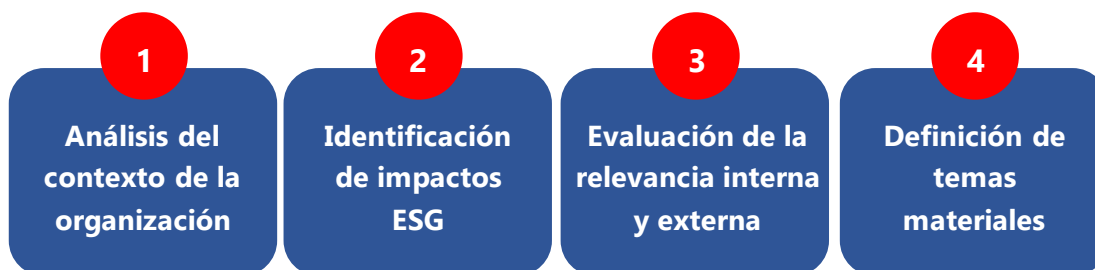 1
Análisis del
contexto de la
organización
2
Identificación
de impactos
ESG
3
Evaluación de la
relevancia interna
y externa
4
Definición de
temas
materiales